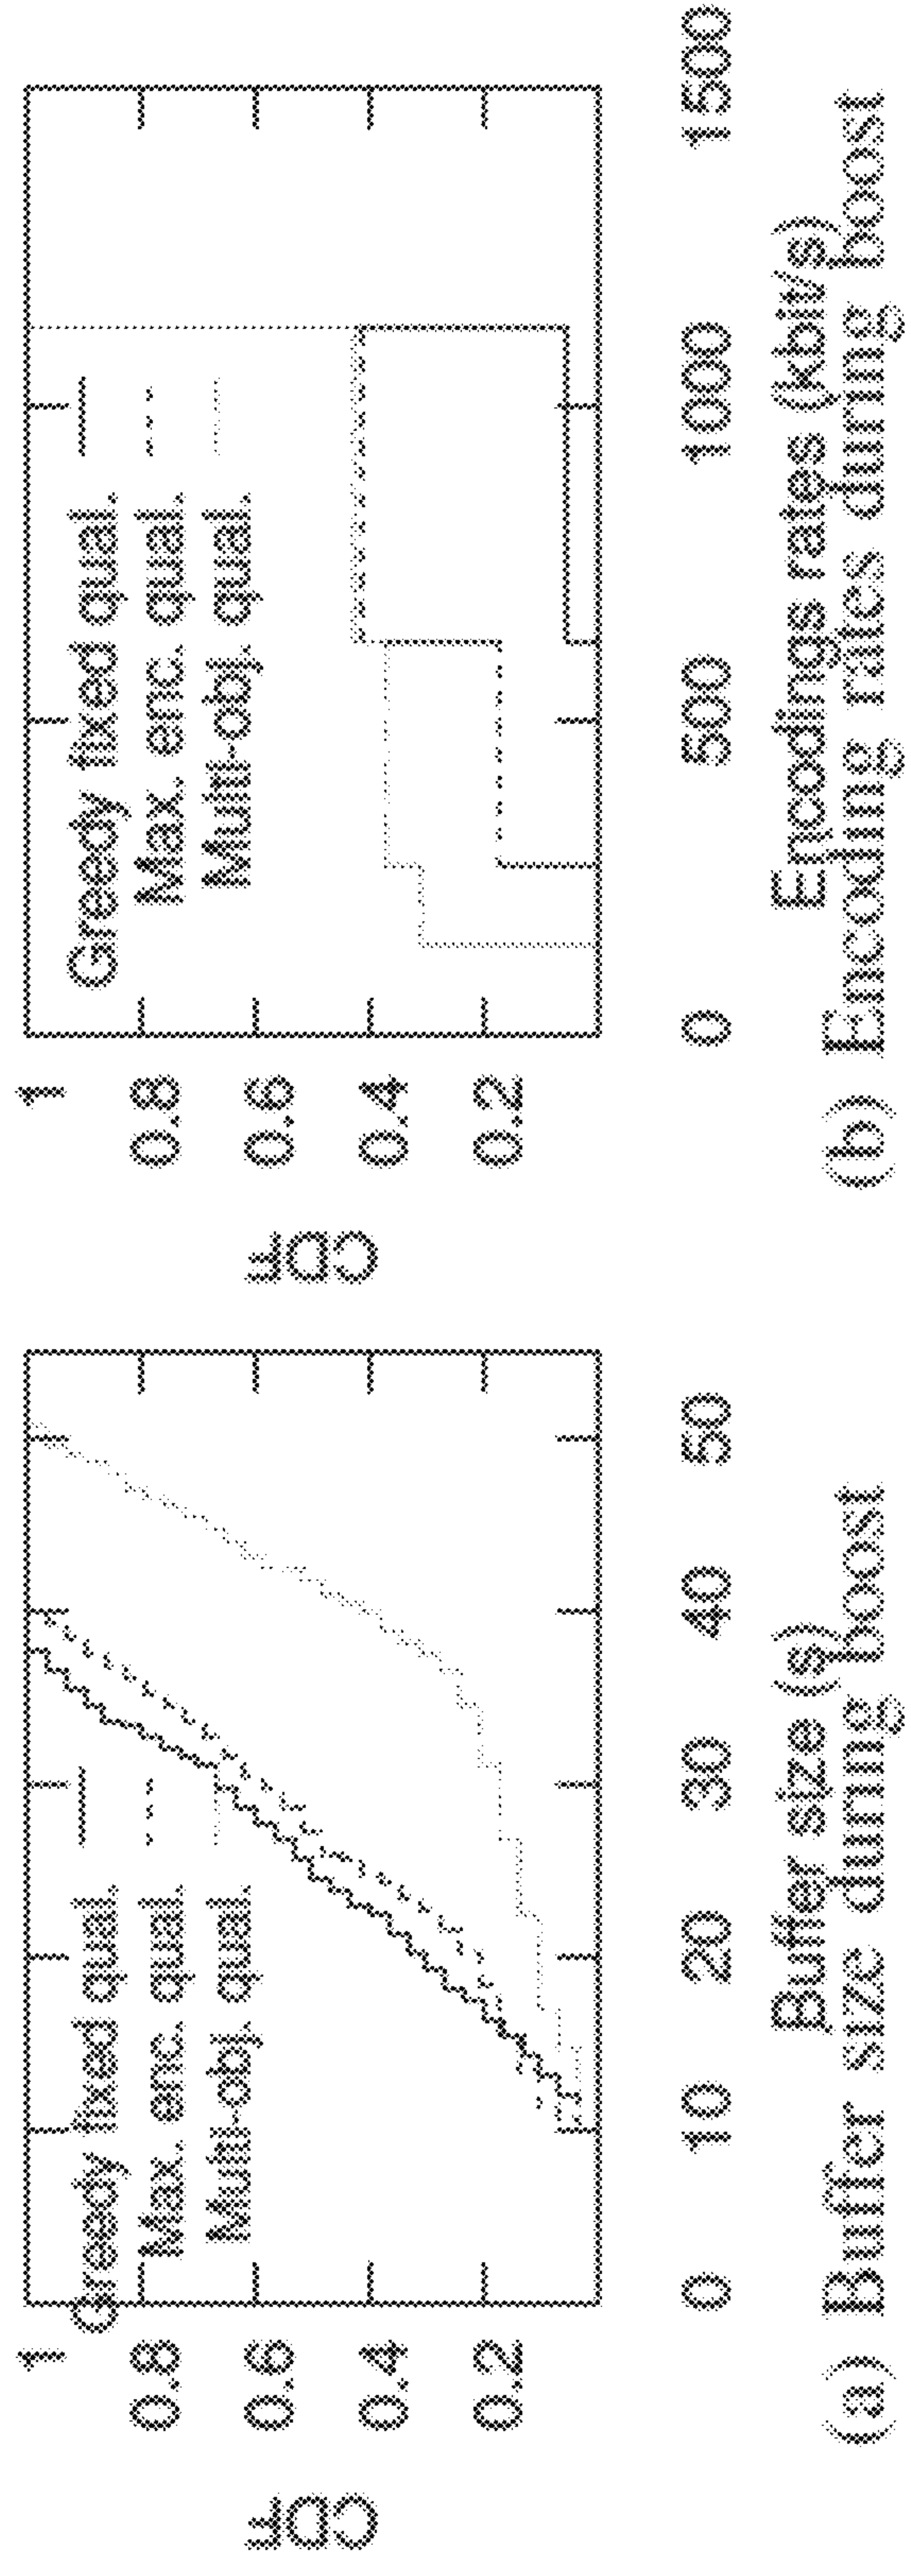 CDF
1
0.8
0.6
0.4
0.2
Greedy fixed qual.
Max. enc. qual.
Multi-obj. qual.
0 10 20 30 40 50
Buffer size (s)
(a) Buffer size during boost
CDF
1
0.8
0.6
0.4
0.2
Greedy fixed qual.
Max. enc. qual.
Multi-obj. qual.
0 500 1000 1500
Encodings rates (kbit/s)
(b) Encoding rates during boost